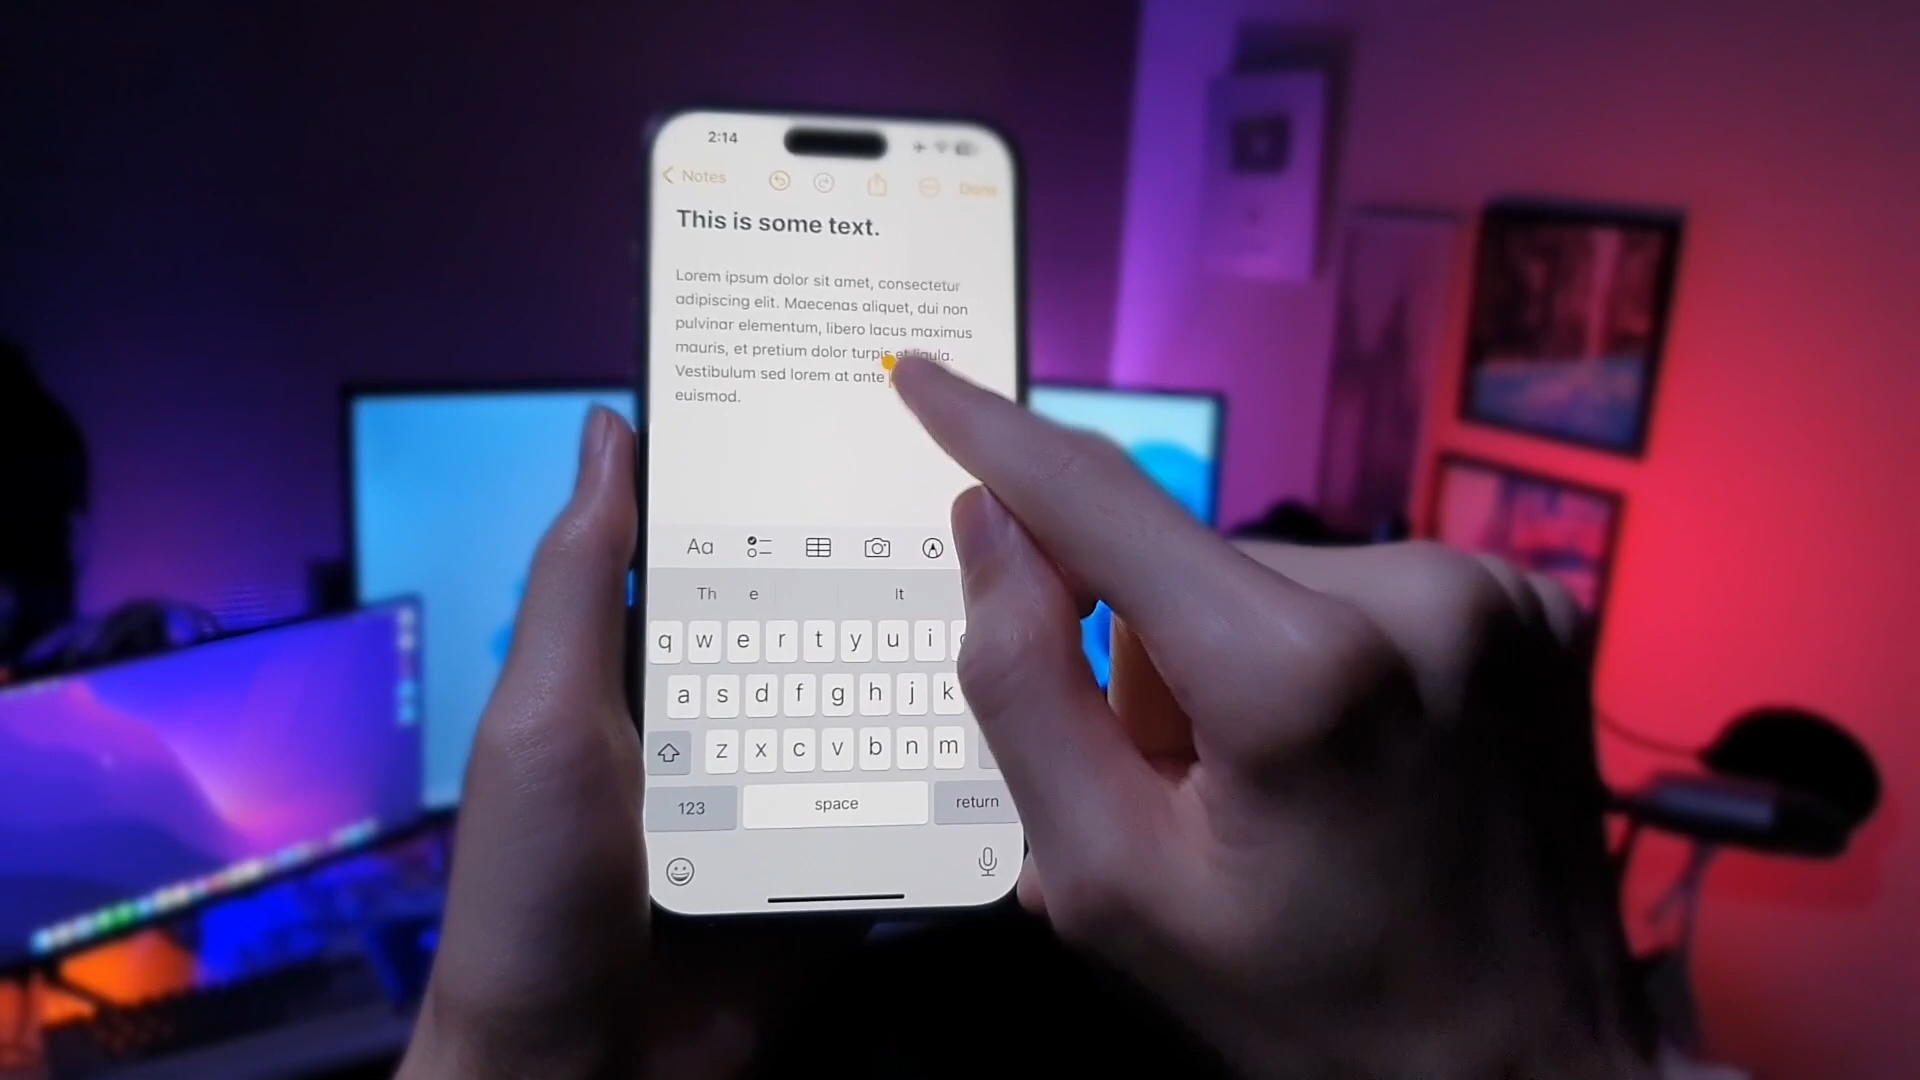 2:14
Notes
Done
This is some text.
Lorem ipsum dolor sit amet, consectetur
adipiscing elit. Maecenas aliquet, dui non
pulvinar elementum, libero lacus maximus
mauris, et pretium dolor turpis et ligula.
Vestibulum sed lorem at ante
euismod.
Aa
Th e It
q w e r t y u i
a s d f g h j k
z x c v b n m
123 space return